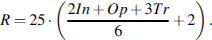 R = 25 · ( (2In + Op + 3Tr) / 6 + 2 ).